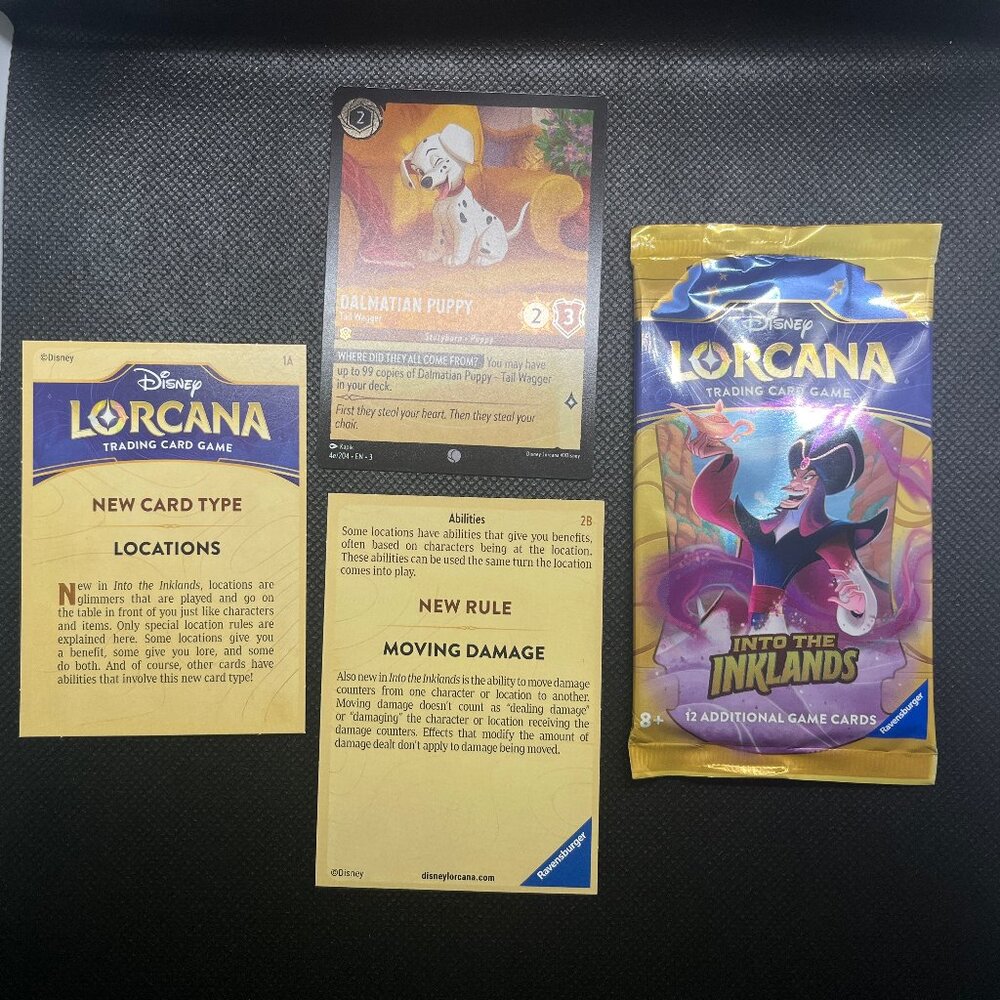 ©Disney
1A
Disney
LORCANA
TRADING CARD GAME
NEW CARD TYPE
LOCATIONS
New in Into the Inklands, locations are
glimmers that are played and go on
the table in front of you just like characters
and items. Only special location rules are
explained here. Some locations give you
a benefit, some give you lore, and some
do both. And of course, other cards have
abilities that involve this new card type!
2
DALMATIAN PUPPY
Tail Wagger
2
3
Storyborn • Puppy
WHERE DID THEY ALL COME FROM? You may have
up to 99 copies of Dalmatian Puppy – Tail Wagger
in your deck.
First they steal your heart. Then they steal your
chair.
4e/204 • EN • 3
Disney Lorcana ©Disney
Abilities
2B
Some locations have abilities that give you benefits,
often based on characters being at the location.
These abilities can be used the same turn the location
comes into play.
NEW RULE
MOVING DAMAGE
Also new in Into the Inklands is the ability to move damage
counters from one character or location to another.
Moving damage doesn't count as "dealing damage"
or "damaging" the character or location receiving the
damage counters. Effects that modify the amount of
damage dealt don't apply to damage being moved.
©Disney
disneylorcana.com
Ravensburger
Disney
LORCANA
TRADING CARD GAME
INTO THE
INKLANDS
8+
12 ADDITIONAL GAME CARDS
Ravensburger